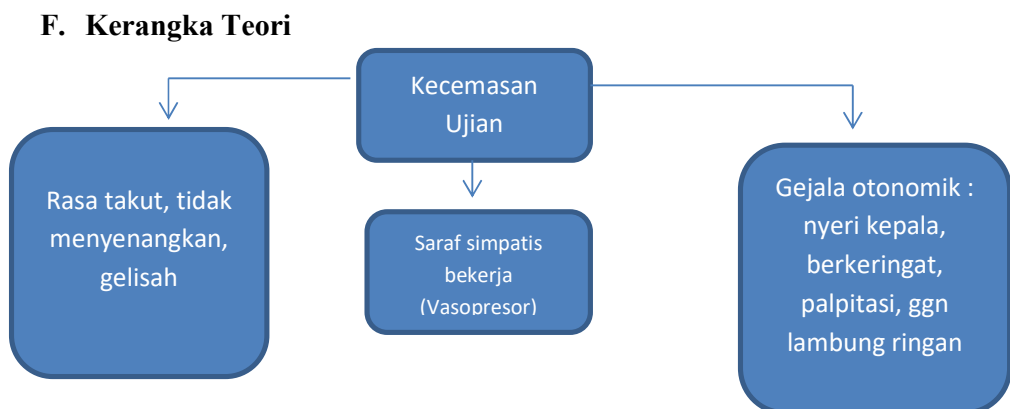 F. Kerangka Teori
Kecemasan
Ujian
Rasa takut, tidak
menyenangkan,
gelisah
Saraf simpatis
bekerja
(Vasopresor)
Gejala otonomik :
nyeri kepala,
berkeringat,
palpitasi, ggn
lambung ringan